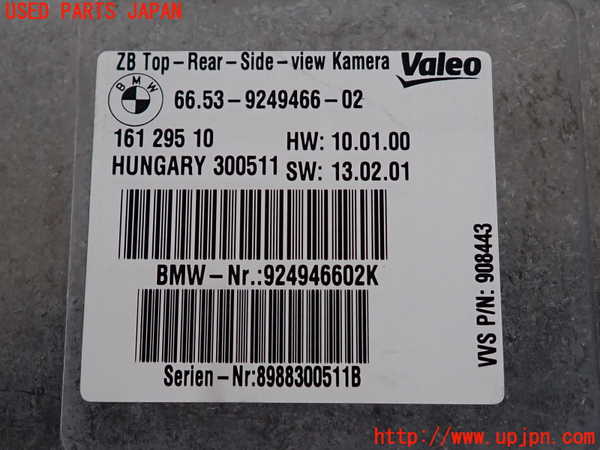 USED PARTS JAPAN
ZB Top-Rear-Side-view Kamera Valeo
BMW
66.53-9249466-02
161 295 10 HW: 10.01.00
HUNGARY 300511 SW: 13.02.01
BMW-Nr.:924946602K
Serien-Nr:8988300511B
VVS P/N: 908443
http://www.upjpn.com/